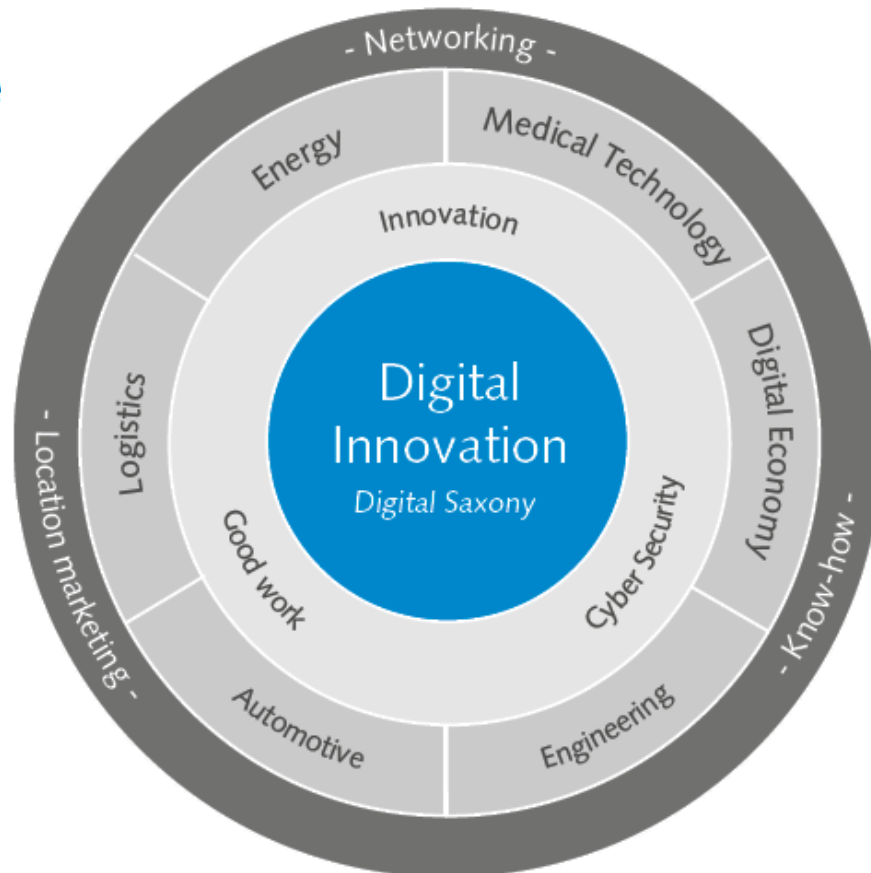 - Networking -
Energy
Medical Technology
Innovation
Digital
Innovation
Digital Saxony
Logistics
Digital Economy
- Location marketing -
Good work
Cyber Security
- Know-how -
Automotive
Engineering